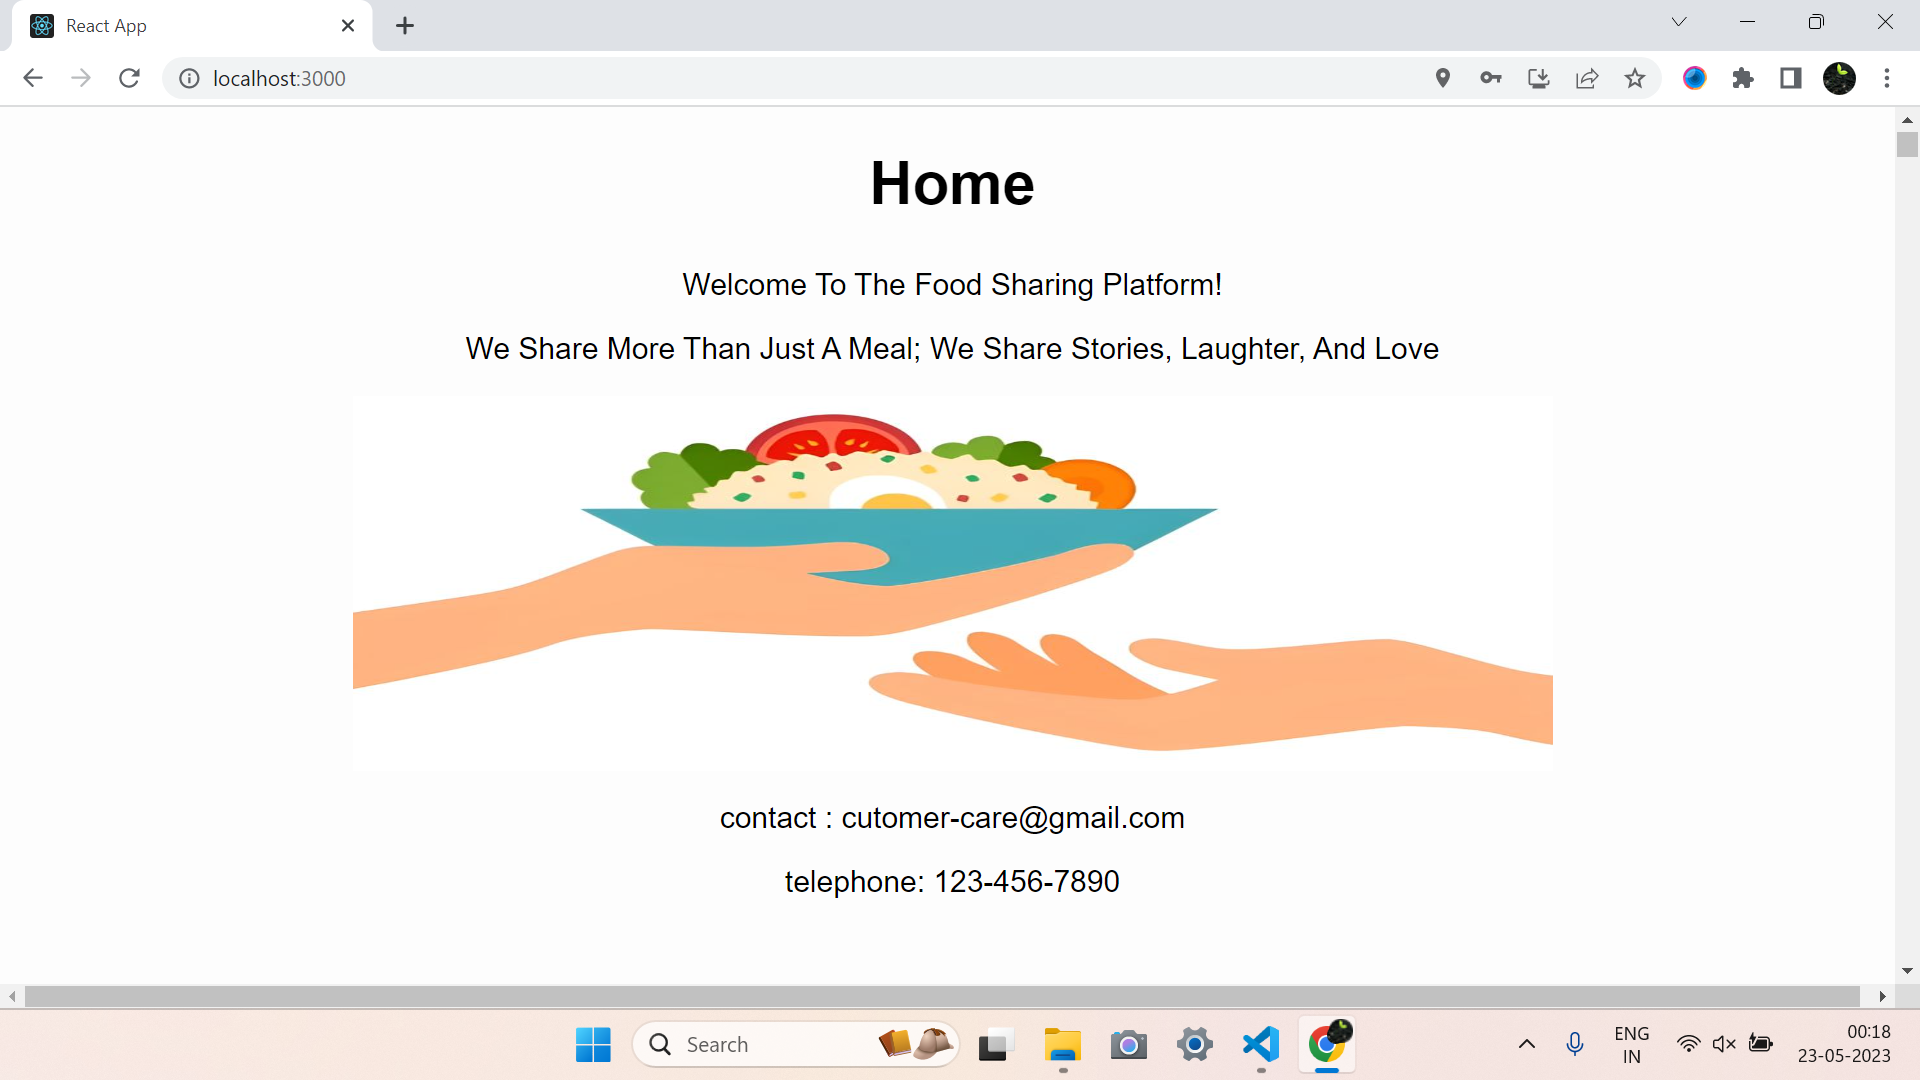 React App
localhost:3000
Home
Welcome To The Food Sharing Platform!
We Share More Than Just A Meal; We Share Stories, Laughter, And Love
contact : cutomer-care@gmail.com
telephone: 123-456-7890
Search
ENG
IN
00:18
23-05-2023